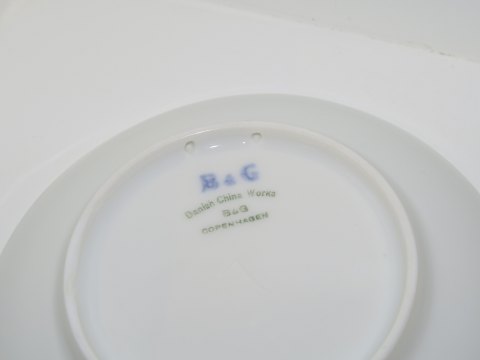 B & G
Danish China Works
B&G
COPENHAGEN